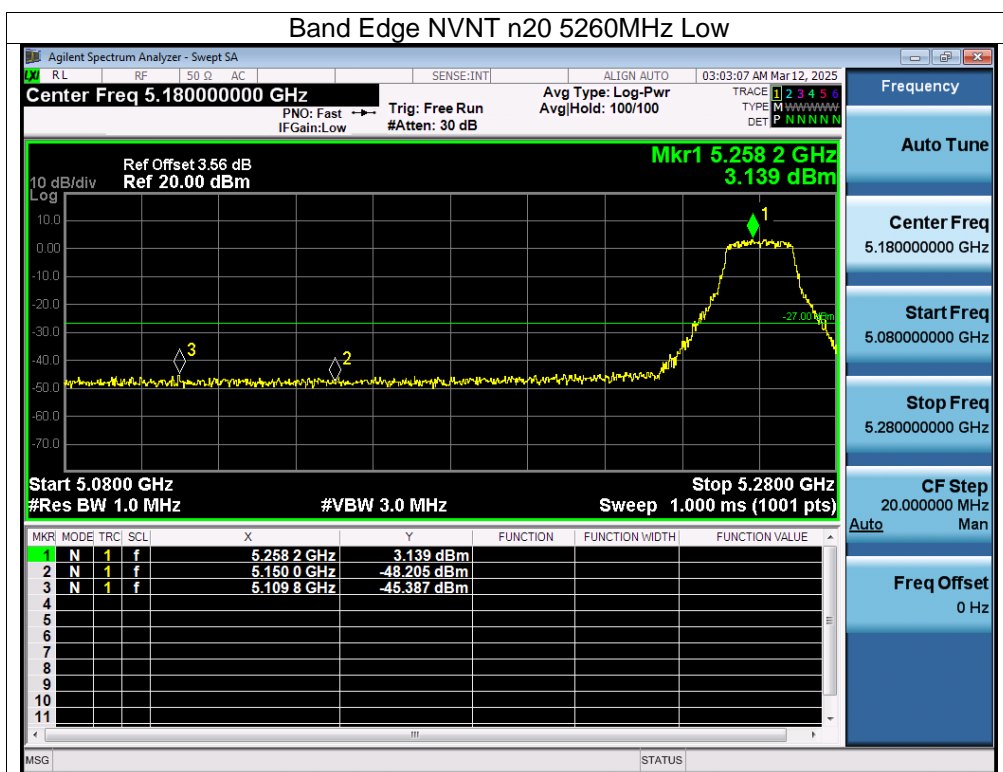 Band Edge NVNT n20 5260MHz Low
Agilent Spectrum Analyzer - Swept SA
LXI RL RF 50 Ω AC SENSE:INT ALIGN AUTO 03:03:07 AM Mar 12, 2025
Center Freq 5.180000000 GHz
PNO: Fast
IFGain:Low
Trig: Free Run
#Atten: 30 dB
Avg Type: Log-Pwr
Avg|Hold: 100/100
TRACE 1 2 3 4 5 6
TYPE M WWWWW
DET P N N N N N
Mkr1 5.258 2 GHz
3.139 dBm
Ref Offset 3.56 dB
10 dB/div Ref 20.00 dBm
Log
10.0
0.00
-10.0
-20.0
-30.0
-40.0
-50.0
-60.0
-70.0
1
-27.00 dBm
3
2
Start 5.0800 GHz Stop 5.2800 GHz
#Res BW 1.0 MHz #VBW 3.0 MHz Sweep 1.000 ms (1001 pts)
MKR MODE TRC SCL X Y FUNCTION FUNCTION WIDTH FUNCTION VALUE
1 N 1 f 5.258 2 GHz 3.139 dBm
2 N 1 f 5.150 0 GHz -48.205 dBm
3 N 1 f 5.109 8 GHz -45.387 dBm
4
5
6
7
8
9
10
11
MSG STATUS
Frequency
Auto Tune
Center Freq
5.180000000 GHz
Start Freq
5.080000000 GHz
Stop Freq
5.280000000 GHz
CF Step
20.000000 MHz
Auto Man
Freq Offset
0 Hz